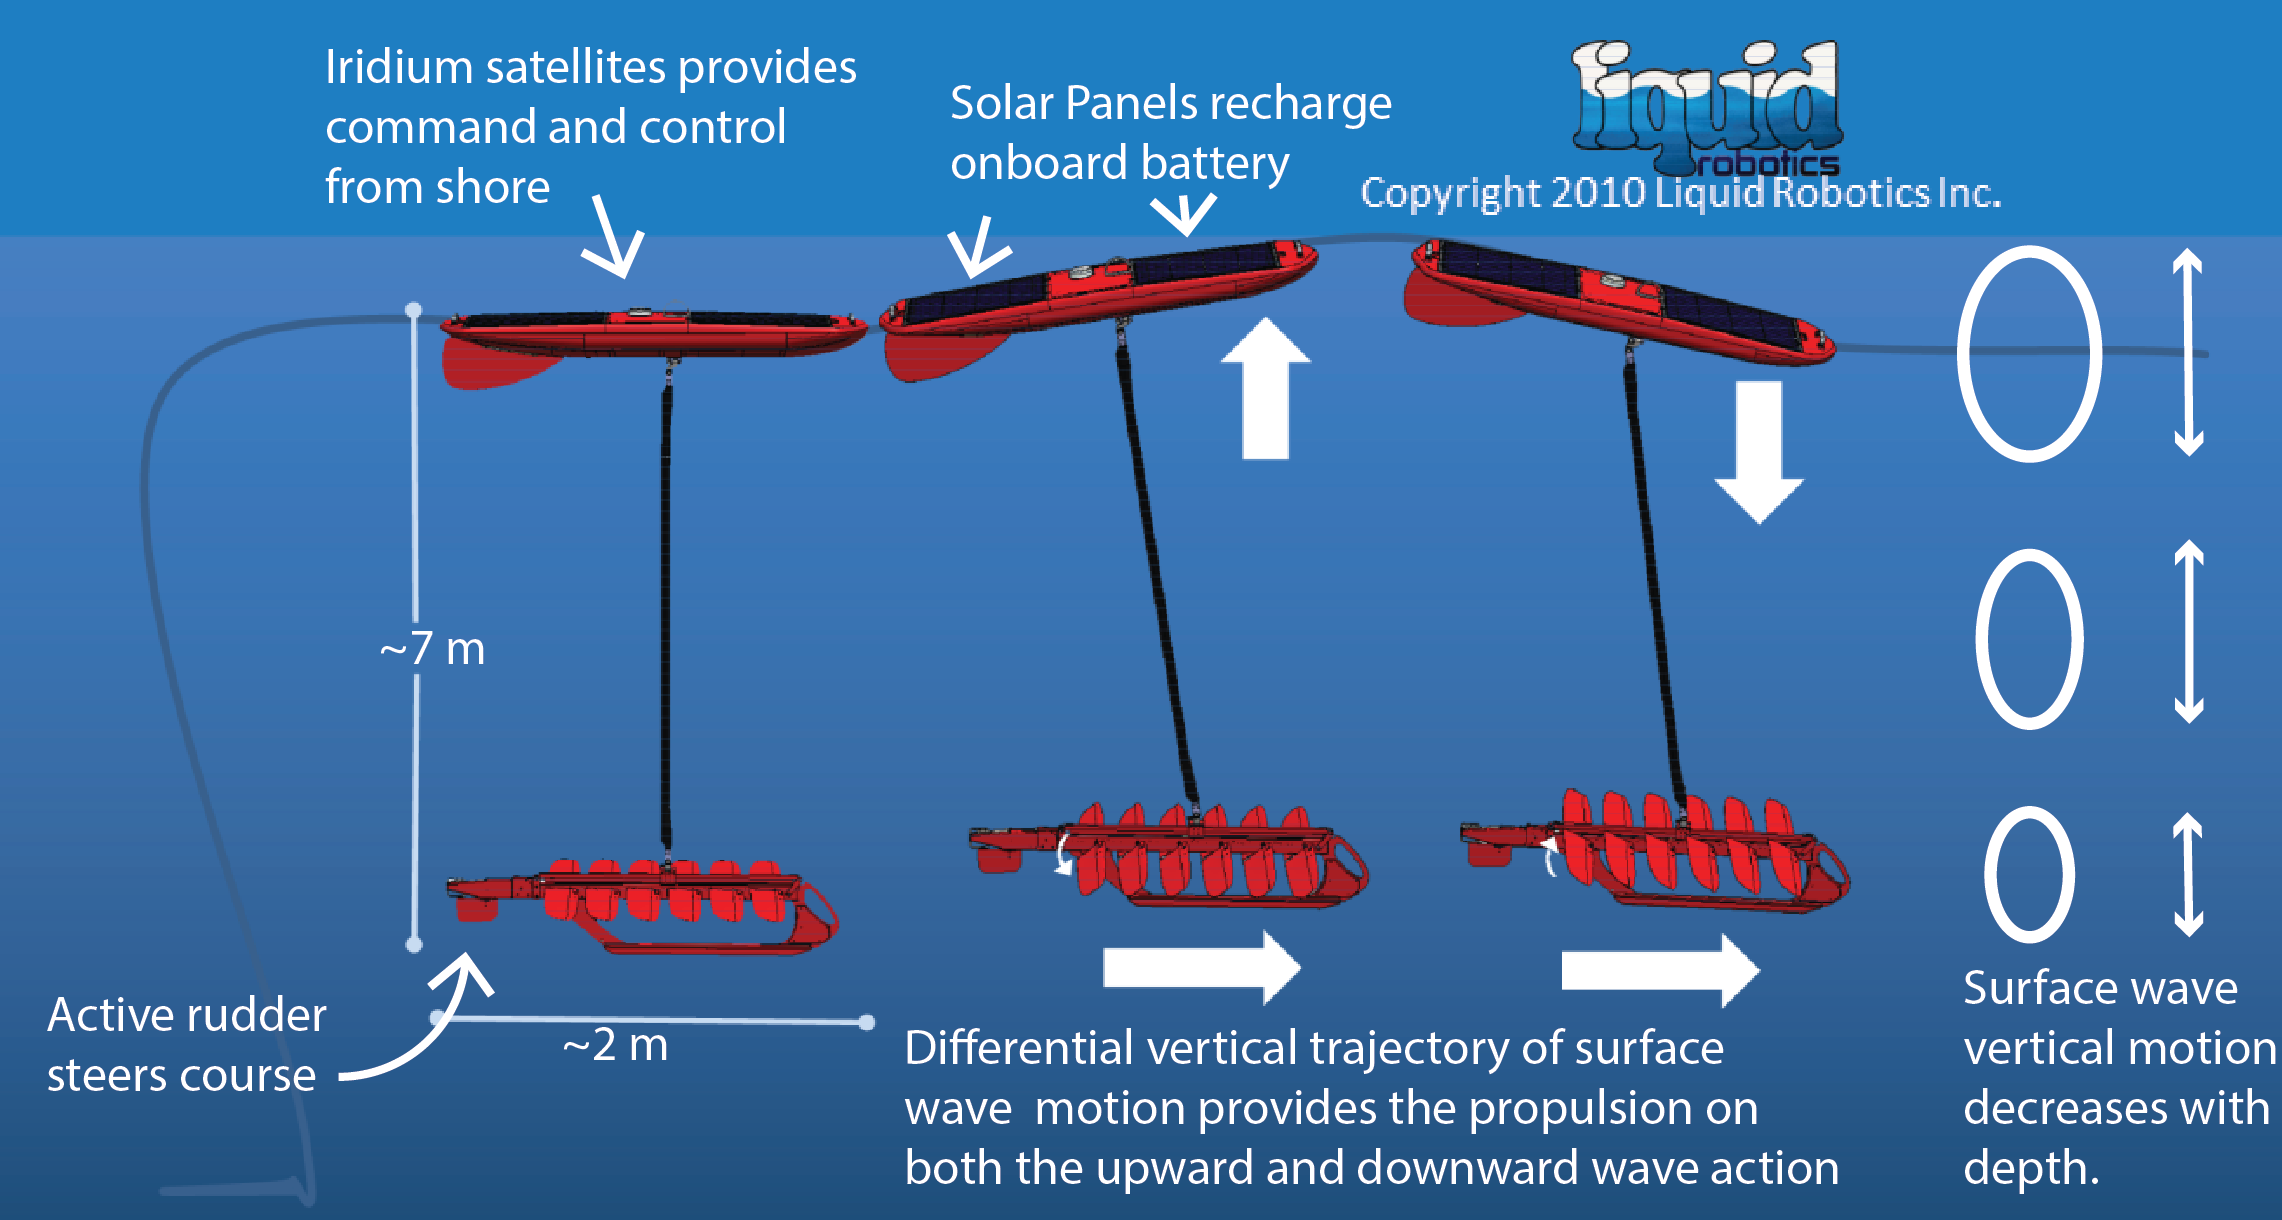 Iridium satellites provides
command and control
from shore
Solar Panels recharge
onboard battery
liquid
robotics
Copyright 2010 Liquid Robotics Inc.
~7 m
Active rudder
steers course
~2 m
Differential vertical trajectory of surface
wave  motion provides the propulsion on
both the upward and downward wave action
Surface wave
vertical motion
decreases with
depth.